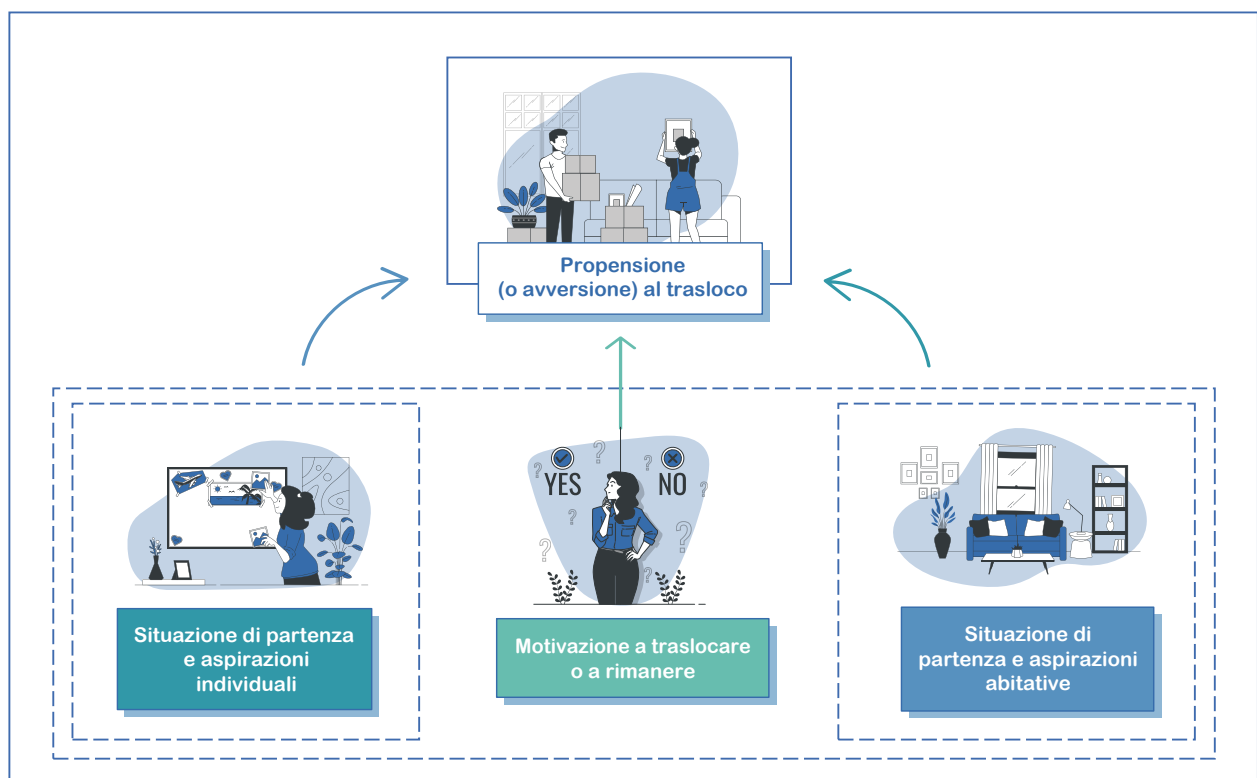 Propensione
(o avversione) al trasloco
YES
NO
Situazione di partenza
e aspirazioni
individuali
Motivazione a traslocare
o a rimanere
Situazione di
partenza e aspirazioni
abitative